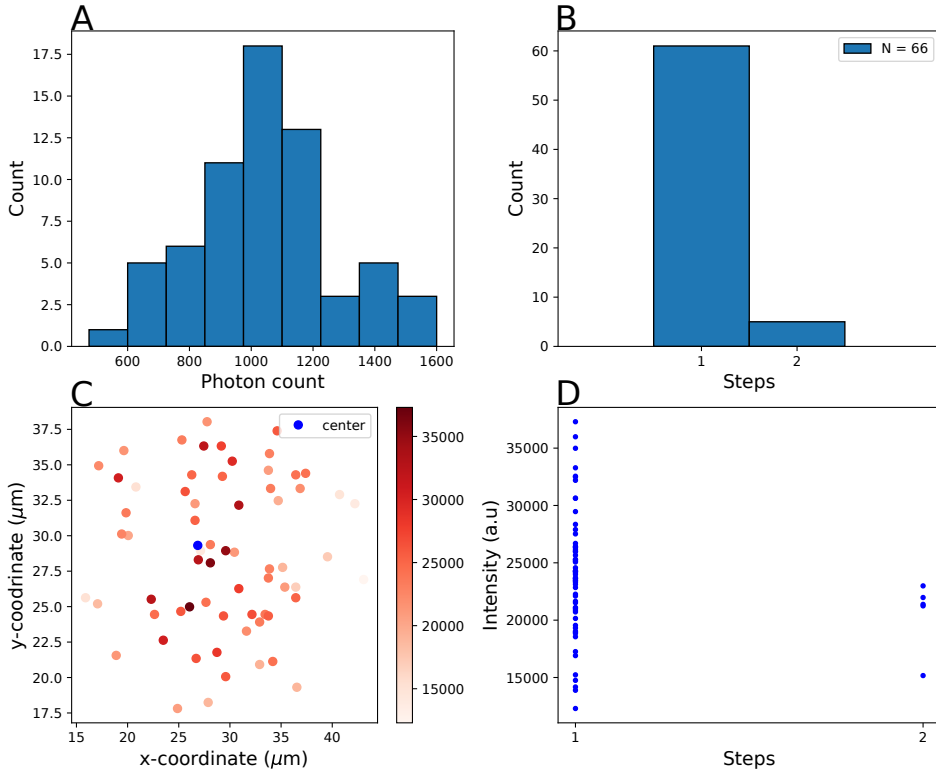 A
17.5
15.0
12.5
10.0
7.5
5.0
2.5
0.0
Count
600 800 1000 1200 1400 1600
Photon count
B
N = 66
60
50
40
30
20
10
0
Count
1 2
Steps
C
center
37.5
35.0
32.5
30.0
27.5
25.0
22.5
20.0
17.5
y-coodrinate (μm)
15 20 25 30 35 40
x-coordinate (μm)
35000
30000
25000
20000
15000
D
35000
30000
25000
20000
15000
Intensity (a.u)
1 2
Steps